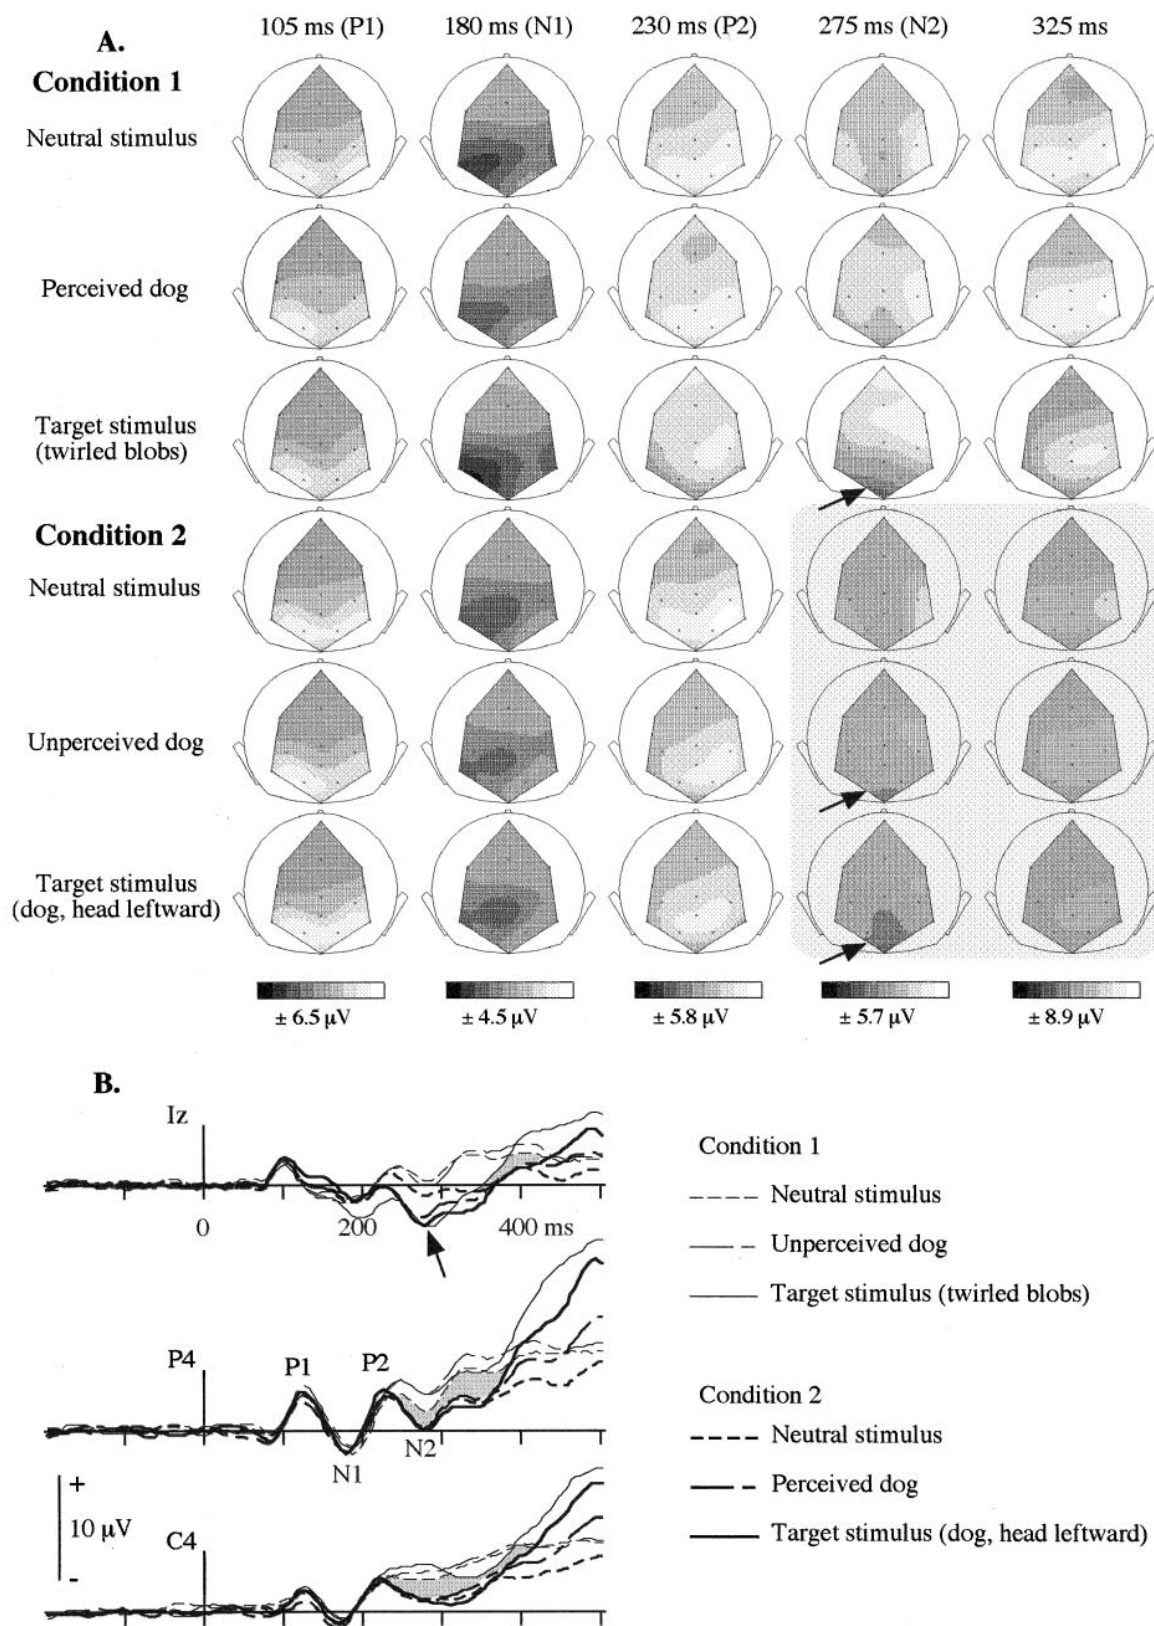 A.
105 ms (P1) 180 ms (N1) 230 ms (P2) 275 ms (N2) 325 ms
Condition 1
Neutral stimulus
Perceived dog
Target stimulus
(twirled blobs)
Condition 2
Neutral stimulus
Unperceived dog
Target stimulus
(dog, head leftward)
± 6.5 µV ± 4.5 µV ± 5.8 µV ± 5.7 µV ± 8.9 µV
B.
Iz
0 200 400 ms
P4 P1 P2
N1 N2
+
10 µV
-
C4
Condition 1
Neutral stimulus
Unperceived dog
Target stimulus (twirled blobs)
Condition 2
Neutral stimulus
Perceived dog
Target stimulus (dog, head leftward)